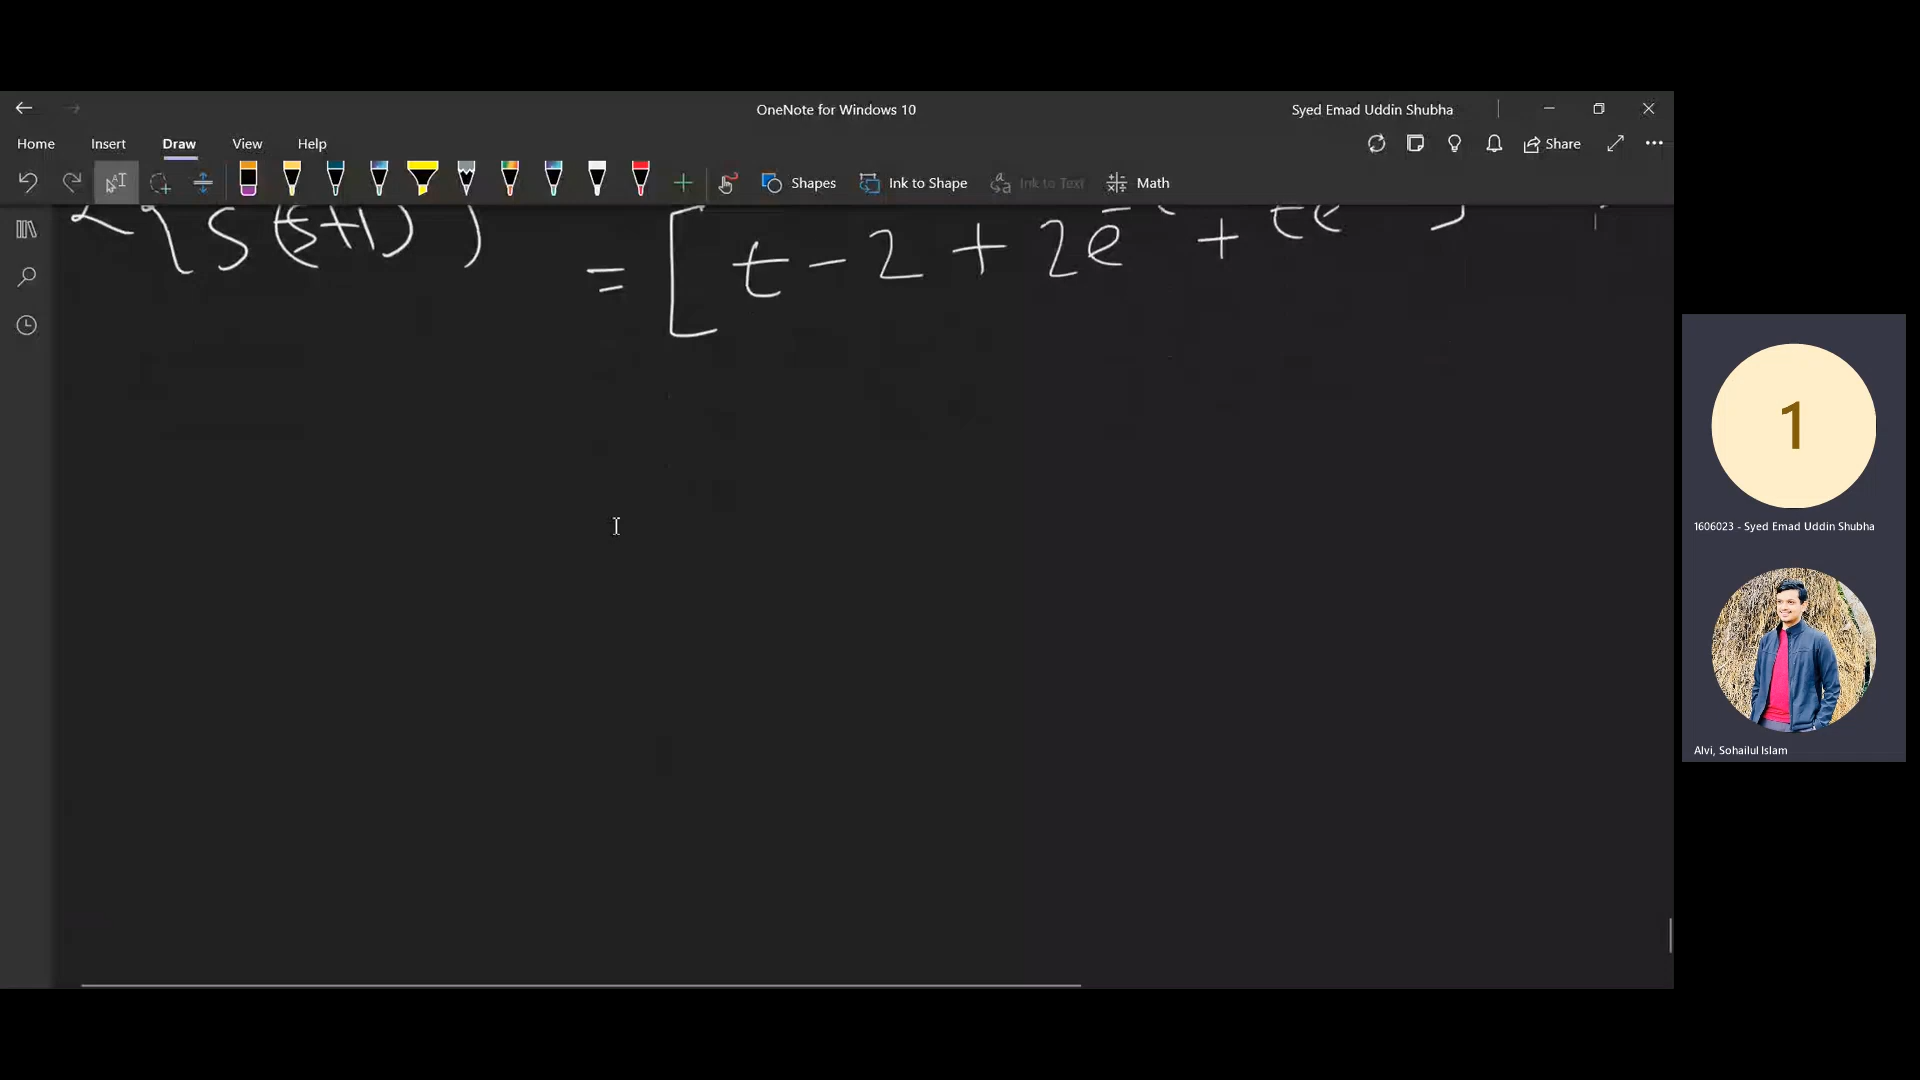 OneNote for Windows 10
Syed Emad Uddin Shubha
Home Insert Draw View Help
Share
Shapes Ink to Shape Ink to Text Math
{ s(s+1) }
= [ t - 2 + 2e + te
1
1606023 - Syed Emad Uddin Shubha
Alvi, Sohailul Islam